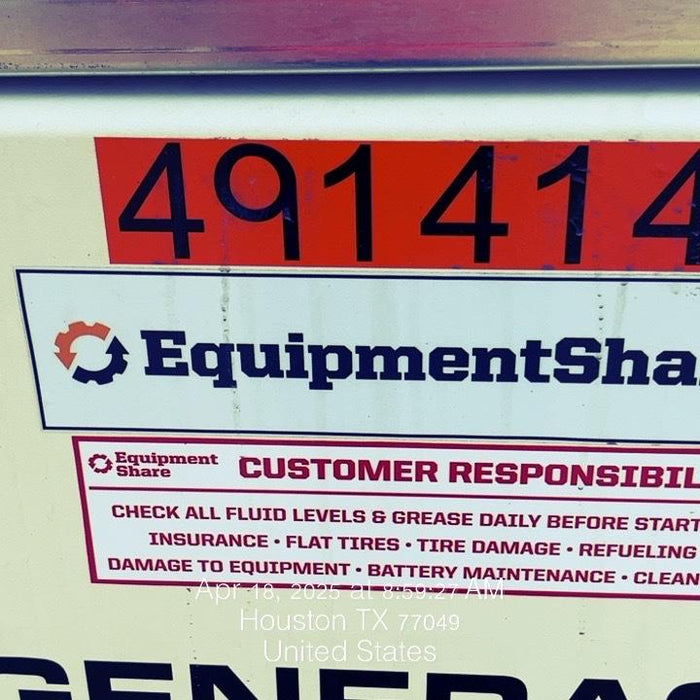 491414
EquipmentSha
Equipment
Share
CUSTOMER RESPONSIBIL
CHECK ALL FLUID LEVELS & GREASE DAILY BEFORE START
INSURANCE • FLAT TIRES • TIRE DAMAGE • REFUELING
DAMAGE TO EQUIPMENT • BATTERY MAINTENANCE • CLEAN
Apr 18, 2025 at 8:59:27 AM
Houston TX 77049
United States
GENERAC